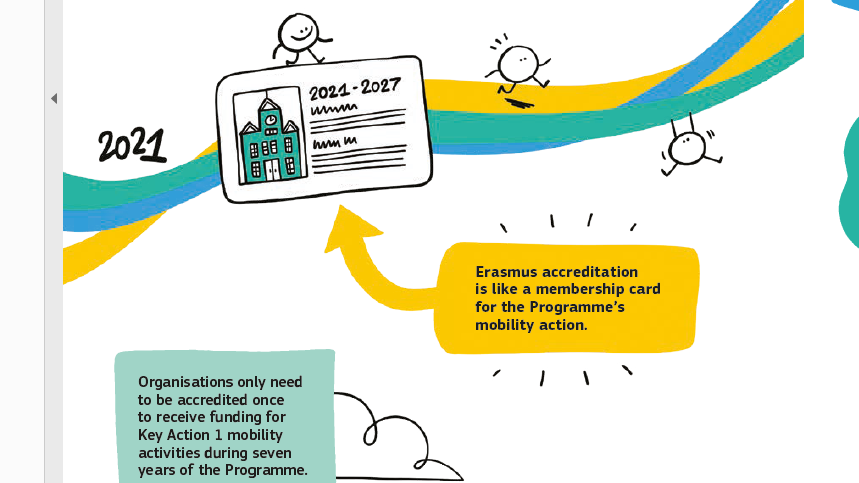 2021-2027
2021
Erasmus accreditation
is like a membership card
for the Programme's
mobility action.
Organisations only need
to be accredited once
to receive funding for
Key Action 1 mobility
activities during seven
years of the Programme.